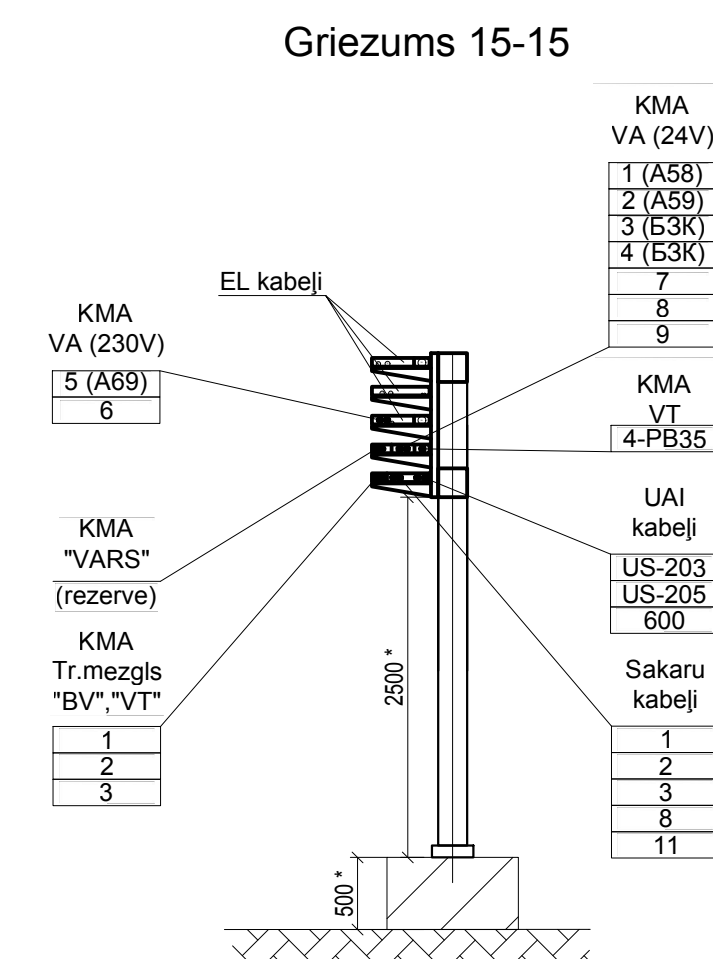 Griezums 15-15
KMA
VA (24V)
1 (A58)
2 (A59)
3 (БЗК)
4 (БЗК)
7
8
9
EL kabeļi
KMA
VA (230V)
5 (A69)
6
KMA
VT
4-PB35
UAI
kabeļi
US-203
US-205
600
KMA
"VARS"
(rezerve)
KMA
Tr.mezgls
"BV","VT"
1
2
3
Sakaru
kabeļi
1
2
3
8
11
2500 *
500 *